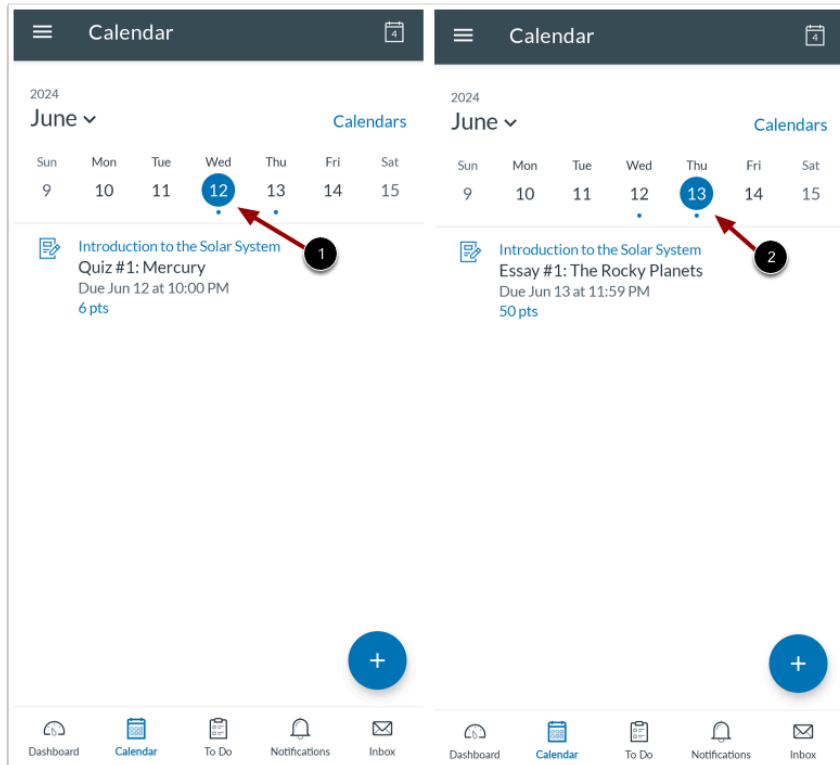 Calendar
4
2024
June
Calendars
Sun Mon Tue Wed Thu Fri Sat
9 10 11 12 13 14 15
Introduction to the Solar System
Quiz #1: Mercury
Due Jun 12 at 10:00 PM
6 pts
1
+
Dashboard Calendar To Do Notifications Inbox
Calendar
4
2024
June
Calendars
Sun Mon Tue Wed Thu Fri Sat
9 10 11 12 13 14 15
Introduction to the Solar System
Essay #1: The Rocky Planets
Due Jun 13 at 11:59 PM
50 pts
2
+
Dashboard Calendar To Do Notifications Inbox